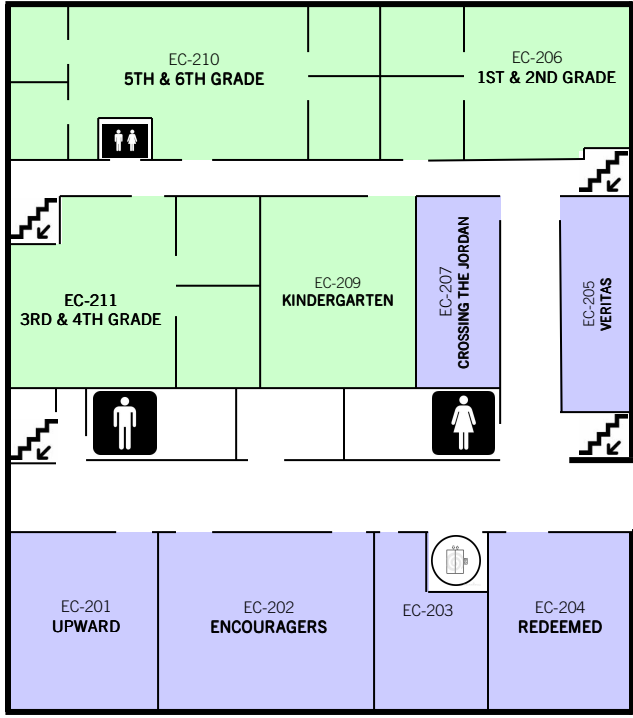 EC-210
5TH & 6TH GRADE
EC-206
1ST & 2ND GRADE
EC-211
3RD & 4TH GRADE
EC-209
KINDERGARTEN
EC-207
CROSSING THE JORDAN
EC-205
VERITAS
EC-201
UPWARD
EC-202
ENCOURAGERS
EC-203
EC-204
REDEEMED